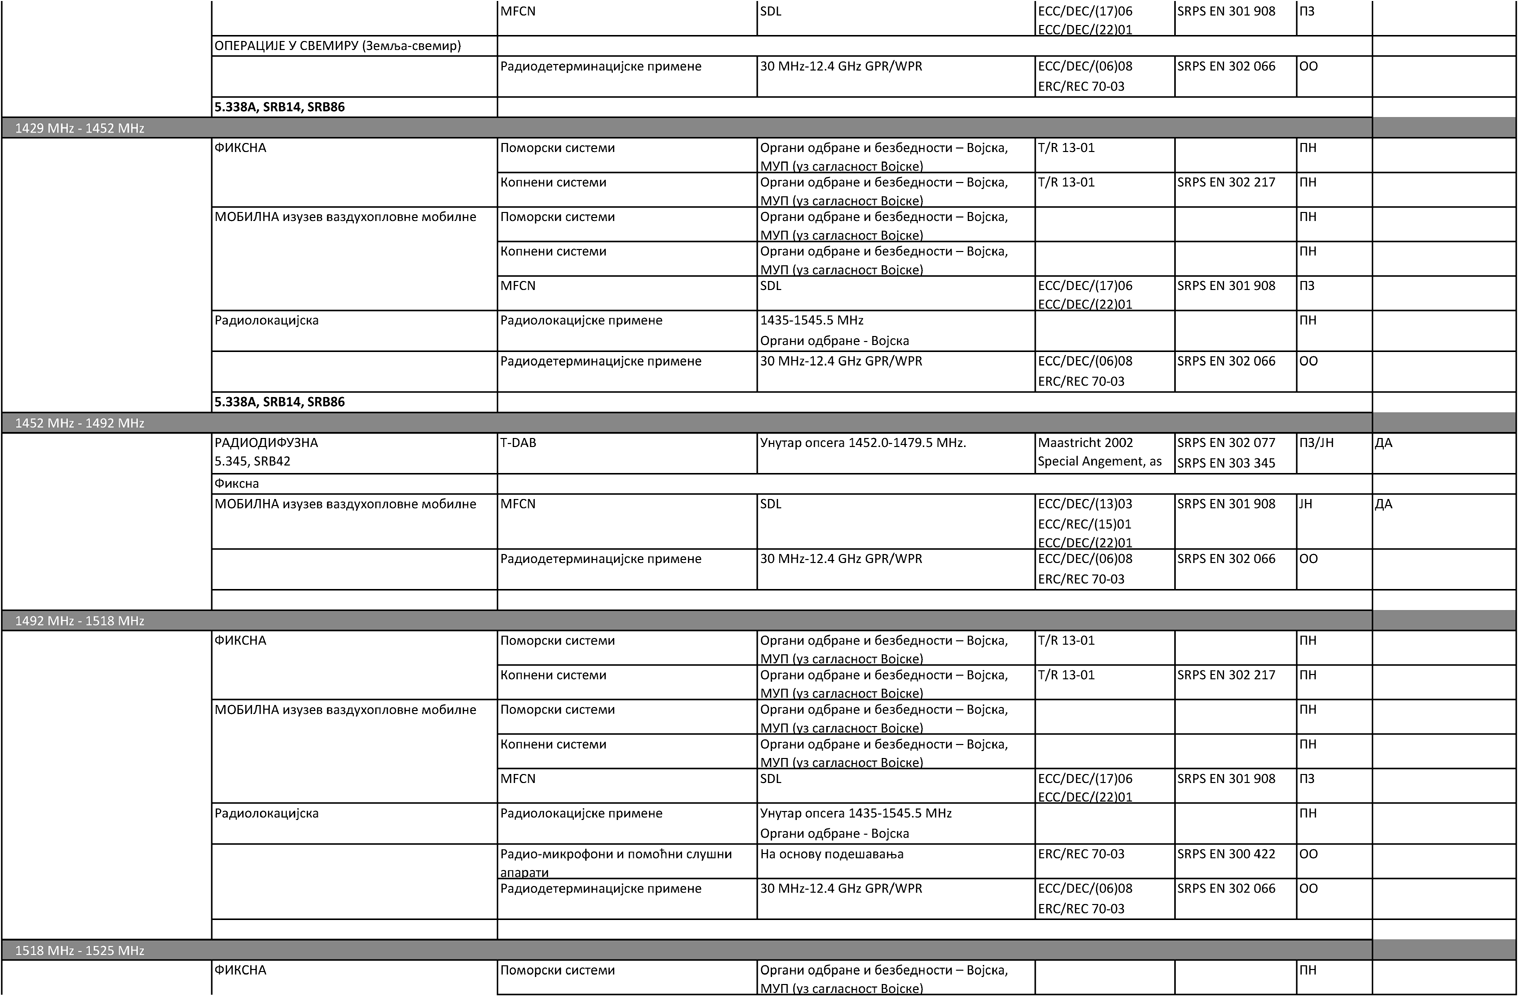 MFCN SDL ECC/DEC/(17)06 SRPS EN 301 908 ПЗ
ECC/DEC/(22)01
ОПЕРАЦИЈЕ У СВЕМИРУ (Земља-свемир)
Радиодетерминацијске примене 30 MHz-12.4 GHz GPR/WPR ECC/DEC/(06)08 SRPS EN 302 066 ОО
ERC/REC 70-03
5.338A, SRB14, SRB86
1429 MHz - 1452 MHz
ФИКСНА Поморски системи Органи одбране и безбедности – Војска, T/R 13-01 ПН
МУП (уз сагласност Војске)
Копнени системи Органи одбране и безбедности – Војска, T/R 13-01 SRPS EN 302 217 ПН
МУП (уз сагласност Војске)
МОБИЛНА изузев ваздухопловне мобилне Поморски системи Органи одбране и безбедности – Војска, ПН
МУП (уз сагласност Војске)
Копнени системи Органи одбране и безбедности – Војска, ПН
МУП (уз сагласност Војске)
MFCN SDL ECC/DEC/(17)06 SRPS EN 301 908 ПЗ
ECC/DEC/(22)01
Радиолокацијска Радиолокацијске примене 1435-1545.5 MHz ПН
Органи одбране - Војска
Радиодетерминацијске примене 30 MHz-12.4 GHz GPR/WPR ECC/DEC/(06)08 SRPS EN 302 066 ОО
ERC/REC 70-03
5.338A, SRB14, SRB86
1452 MHz - 1492 MHz
РАДИОДИФУЗНА T-DAB Унутар опсега 1452.0-1479.5 MHz. Maastricht 2002 SRPS EN 302 077 ПЗ/ЈН ДА
5.345, SRB42 Special Angement, as SRPS EN 303 345
Фиксна
МОБИЛНА изузев ваздухопловне мобилне MFCN SDL ECC/DEC/(13)03 SRPS EN 301 908 ЈН ДА
ECC/REC/(15)01
ECC/DEC/(22)01
Радиодетерминацијске примене 30 MHz-12.4 GHz GPR/WPR ECC/DEC/(06)08 SRPS EN 302 066 ОО
ERC/REC 70-03
1492 MHz - 1518 MHz
ФИКСНА Поморски системи Органи одбране и безбедности – Војска, T/R 13-01 ПН
МУП (уз сагласност Војске)
Копнени системи Органи одбране и безбедности – Војска, T/R 13-01 SRPS EN 302 217 ПН
МУП (уз сагласност Војске)
МОБИЛНА изузев ваздухопловне мобилне Поморски системи Органи одбране и безбедности – Војска, ПН
МУП (уз сагласност Војске)
Копнени системи Органи одбране и безбедности – Војска, ПН
МУП (уз сагласност Војске)
MFCN SDL ECC/DEC/(17)06 SRPS EN 301 908 ПЗ
ECC/DEC/(22)01
Радиолокацијска Радиолокацијске примене Унутар опсега 1435-1545.5 MHz ПН
Органи одбране - Војска
Радио-микрофони и помоћни слушни На основу подешавања ERC/REC 70-03 SRPS EN 300 422 ОО
апарати
Радиодетерминацијске примене 30 MHz-12.4 GHz GPR/WPR ECC/DEC/(06)08 SRPS EN 302 066 ОО
ERC/REC 70-03
1518 MHz - 1525 MHz
ФИКСНА Поморски системи Органи одбране и безбедности – Војска, ПН
МУП (уз сагласност Војске)